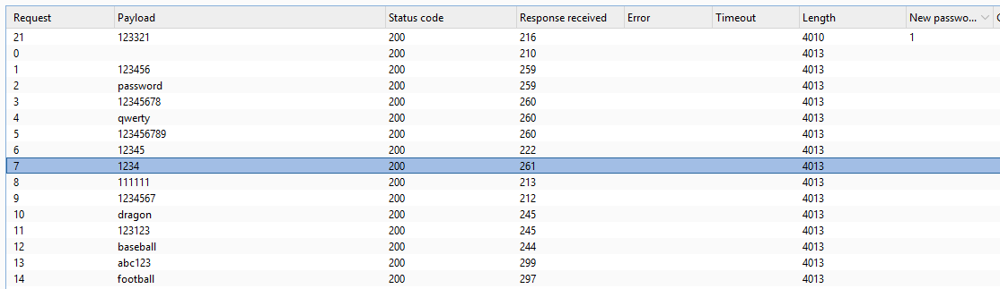 Request Payload Status code Response received Error Timeout Length New passwo...
21 123321 200 216 4010 1
0 200 210 4013
1 123456 200 259 4013
2 password 200 259 4013
3 12345678 200 260 4013
4 qwerty 200 260 4013
5 123456789 200 260 4013
6 12345 200 222 4013
7 1234 200 261 4013
8 111111 200 213 4013
9 1234567 200 212 4013
10 dragon 200 245 4013
11 123123 200 245 4013
12 baseball 200 244 4013
13 abc123 200 299 4013
14 football 200 297 4013